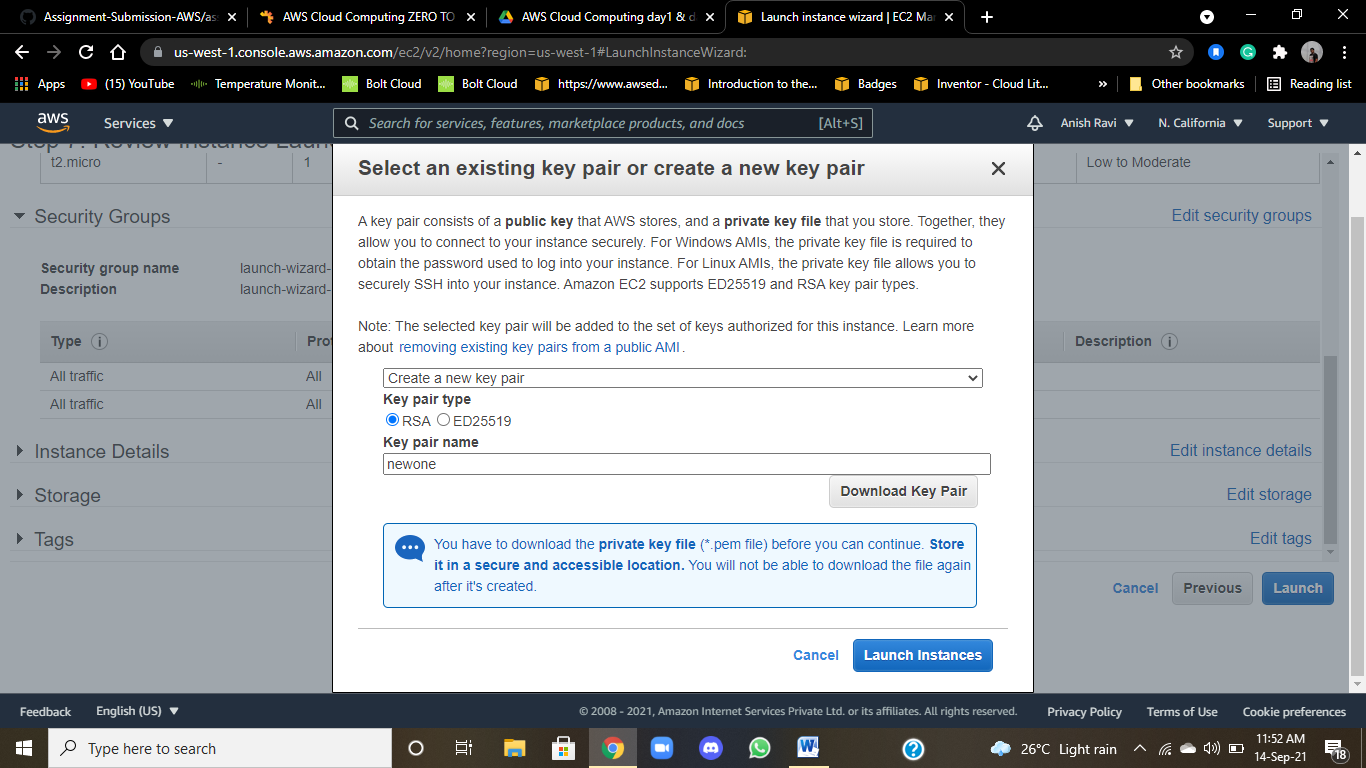 Assignment-Submission-AWS/as
AWS Cloud Computing ZERO TO
AWS Cloud Computing day1 & d
Launch instance wizard | EC2 Ma
us-west-1.console.aws.amazon.com/ec2/v2/home?region=us-west-1#LaunchInstanceWizard:
Apps
(15) YouTube
Temperature Monit...
Bolt Cloud
Bolt Cloud
https://www.awsed...
Introduction to the...
Badges
Inventor - Cloud Lit...
»
Other bookmarks
Reading list
aws
Services
Search for services, features, marketplace products, and docs
[Alt+S]
Anish Ravi
N. California
Support
Step 7: Review Instance Laun
t2.micro - 1 Low to Moderate
Security Groups
Edit security groups
Security group name launch-wizard-
Description launch-wizard-
Type Pro Description
All traffic All
All traffic All
Instance Details
Edit instance details
Storage
Edit storage
Tags
Edit tags
Cancel Previous Launch
Select an existing key pair or create a new key pair
A key pair consists of a public key that AWS stores, and a private key file that you store. Together, they
allow you to connect to your instance securely. For Windows AMIs, the private key file is required to
obtain the password used to log into your instance. For Linux AMIs, the private key file allows you to
securely SSH into your instance. Amazon EC2 supports ED25519 and RSA key pair types.
Note: The selected key pair will be added to the set of keys authorized for this instance. Learn more
about removing existing key pairs from a public AMI .
Create a new key pair
Key pair type
RSA ED25519
Key pair name
newone
Download Key Pair
You have to download the private key file (*.pem file) before you can continue. Store
it in a secure and accessible location. You will not be able to download the file again
after it's created.
Cancel Launch Instances
Feedback English (US) © 2008 - 2021, Amazon Internet Services Private Ltd. or its affiliates. All rights reserved. Privacy Policy Terms of Use Cookie preferences
Type here to search
26°C Light rain
11:52 AM
14-Sep-21
18